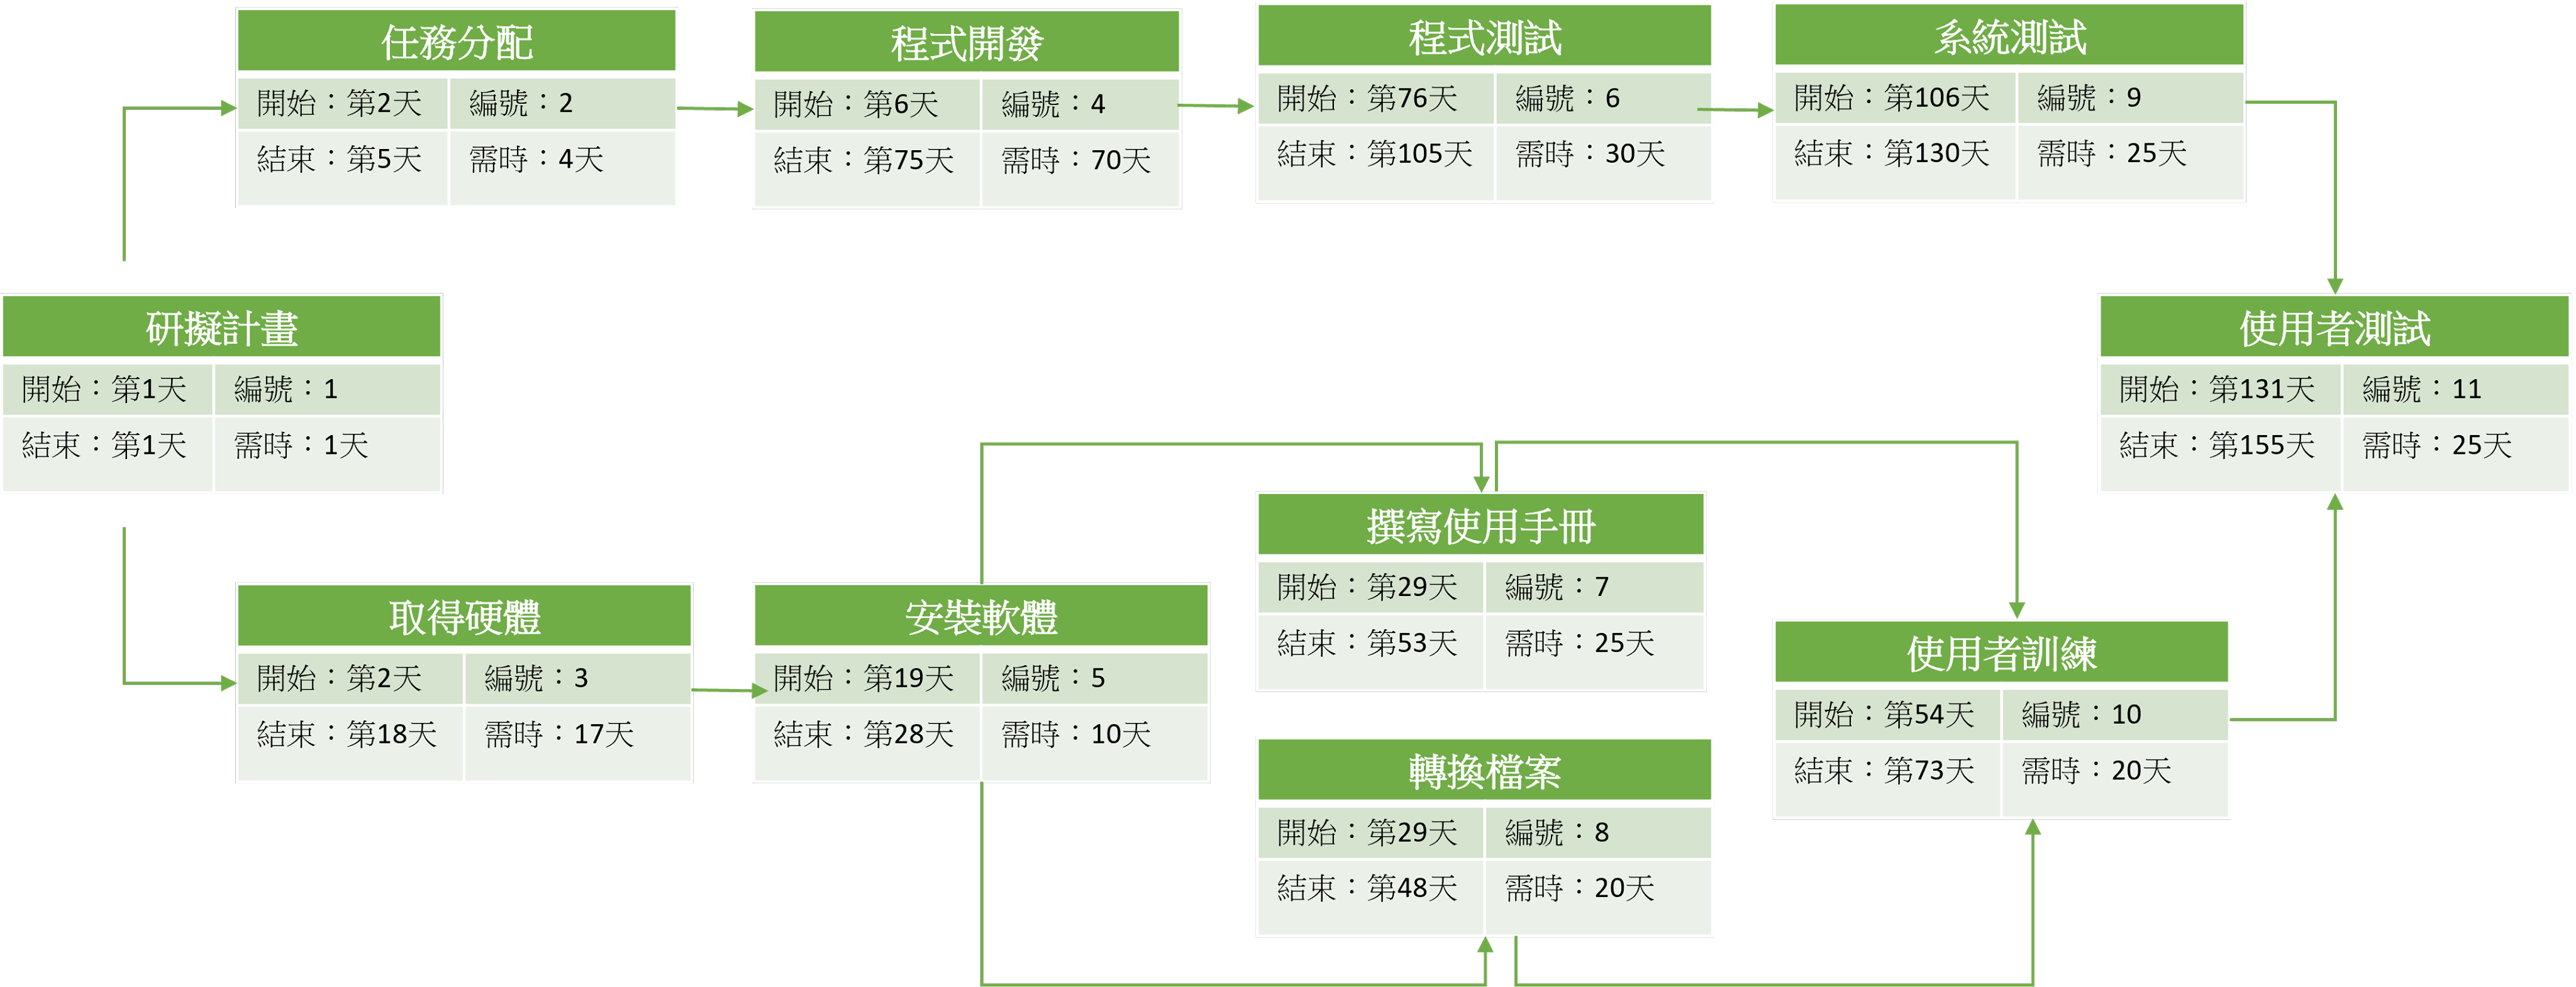 任務分配
開始：第2天 編號：2
結束：第5天 需時：4天
程式開發
開始：第6天 編號：4
結束：第75天 需時：70天
程式測試
開始：第76天 編號：6
結束：第105天 需時：30天
系統測試
開始：第106天 編號：9
結束：第130天 需時：25天
研擬計畫
開始：第1天 編號：1
結束：第1天 需時：1天
使用者測試
開始：第131天 編號：11
結束：第155天 需時：25天
取得硬體
開始：第2天 編號：3
結束：第18天 需時：17天
安裝軟體
開始：第19天 編號：5
結束：第28天 需時：10天
撰寫使用手冊
開始：第29天 編號：7
結束：第53天 需時：25天
轉換檔案
開始：第29天 編號：8
結束：第48天 需時：20天
使用者訓練
開始：第54天 編號：10
結束：第73天 需時：20天